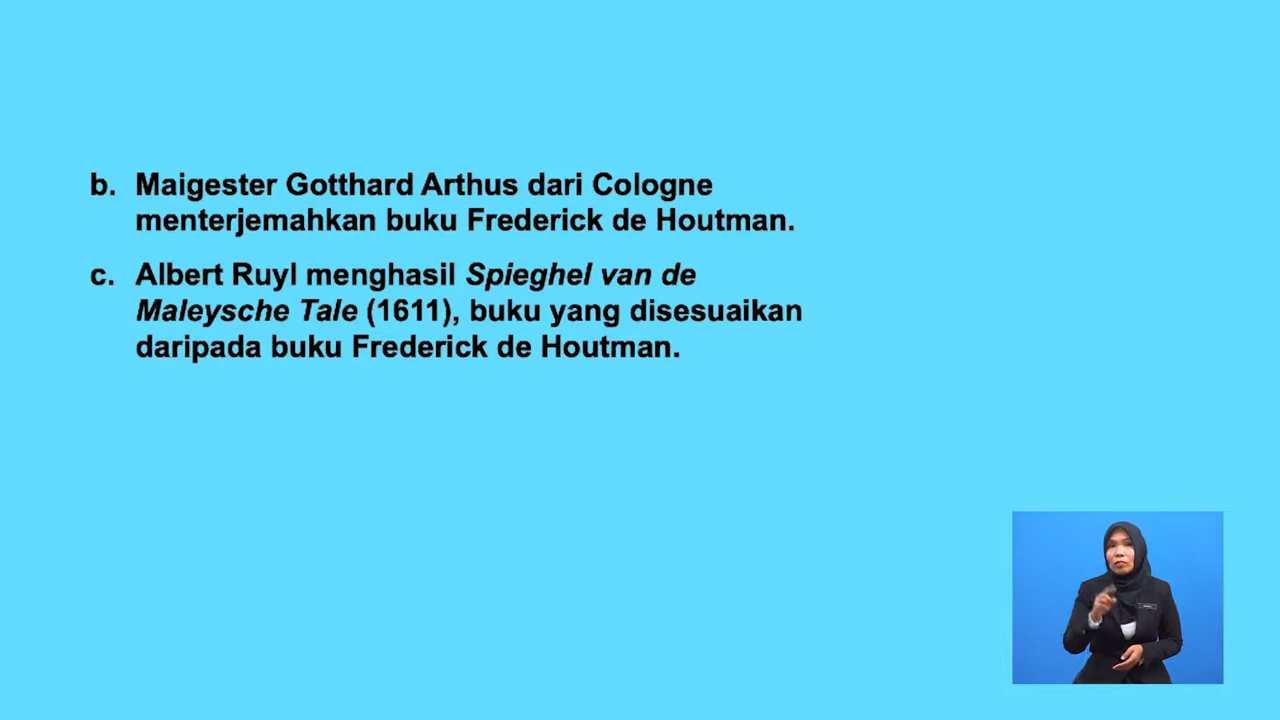 b. Maigester Gotthard Arthus dari Cologne
menterjemahkan buku Frederick de Houtman.
c. Albert Ruyl menghasil Spieghel van de
Maleysche Tale (1611), buku yang disesuaikan
daripada buku Frederick de Houtman.